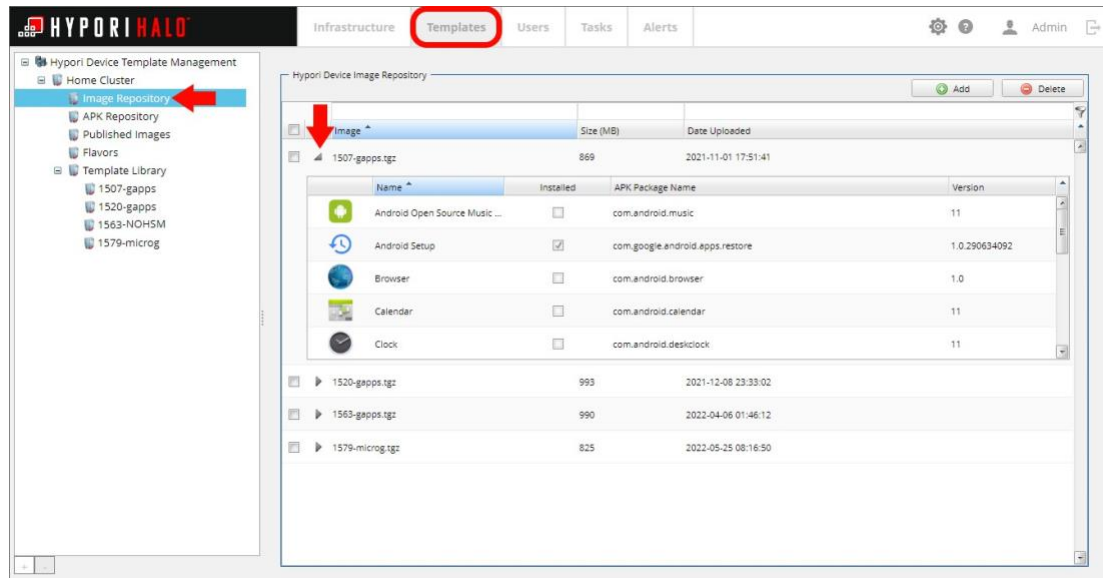 HYPORI HALO
Infrastructure Templates Users Tasks Alerts
Admin
Hypori Device Template Management
Home Cluster
Image Repository
APK Repository
Published Images
Flavors
Template Library
1507-gapps
1520-gapps
1563-NOHSM
1579-microg
Hypori Device Image Repository
Add Delete
Image Size (MB) Date Uploaded
1507-gapps.tgz 869 2021-11-01 17:51:41
Name Installed APK Package Name Version
Android Open Source Music ... com.android.music 11
Android Setup com.google.android.apps.restore 1.0.290634092
Browser com.android.browser 1.0
Calendar com.android.calendar 11
Clock com.android.deskclock 11
1520-gapps.tgz 993 2021-12-08 23:33:02
1563-gapps.tgz 990 2022-04-06 01:46:12
1579-microg.tgz 825 2022-05-25 08:16:50